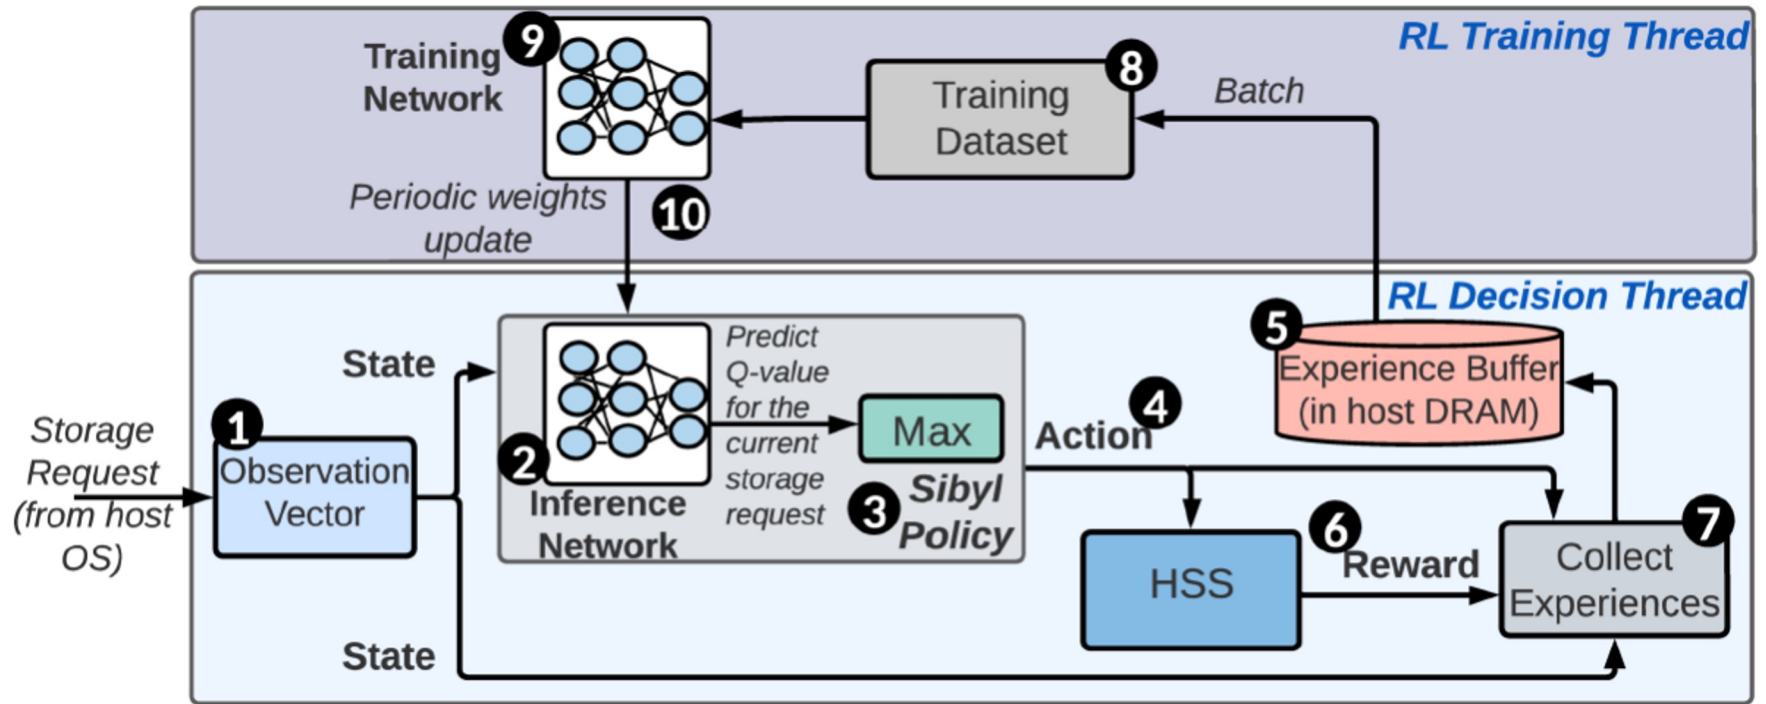 RL Training Thread
9
Training
Network
8
Training
Dataset
Batch
Periodic weights
update
10
RL Decision Thread
Storage
Request
(from host
OS)
1
Observation
Vector
State
State
2
Inference
Network
Predict
Q-value
for the
current
storage
request
Max
3
Sibyl
Policy
4
Action
5
Experience Buffer
(in host DRAM)
HSS
6
Reward
7
Collect
Experiences